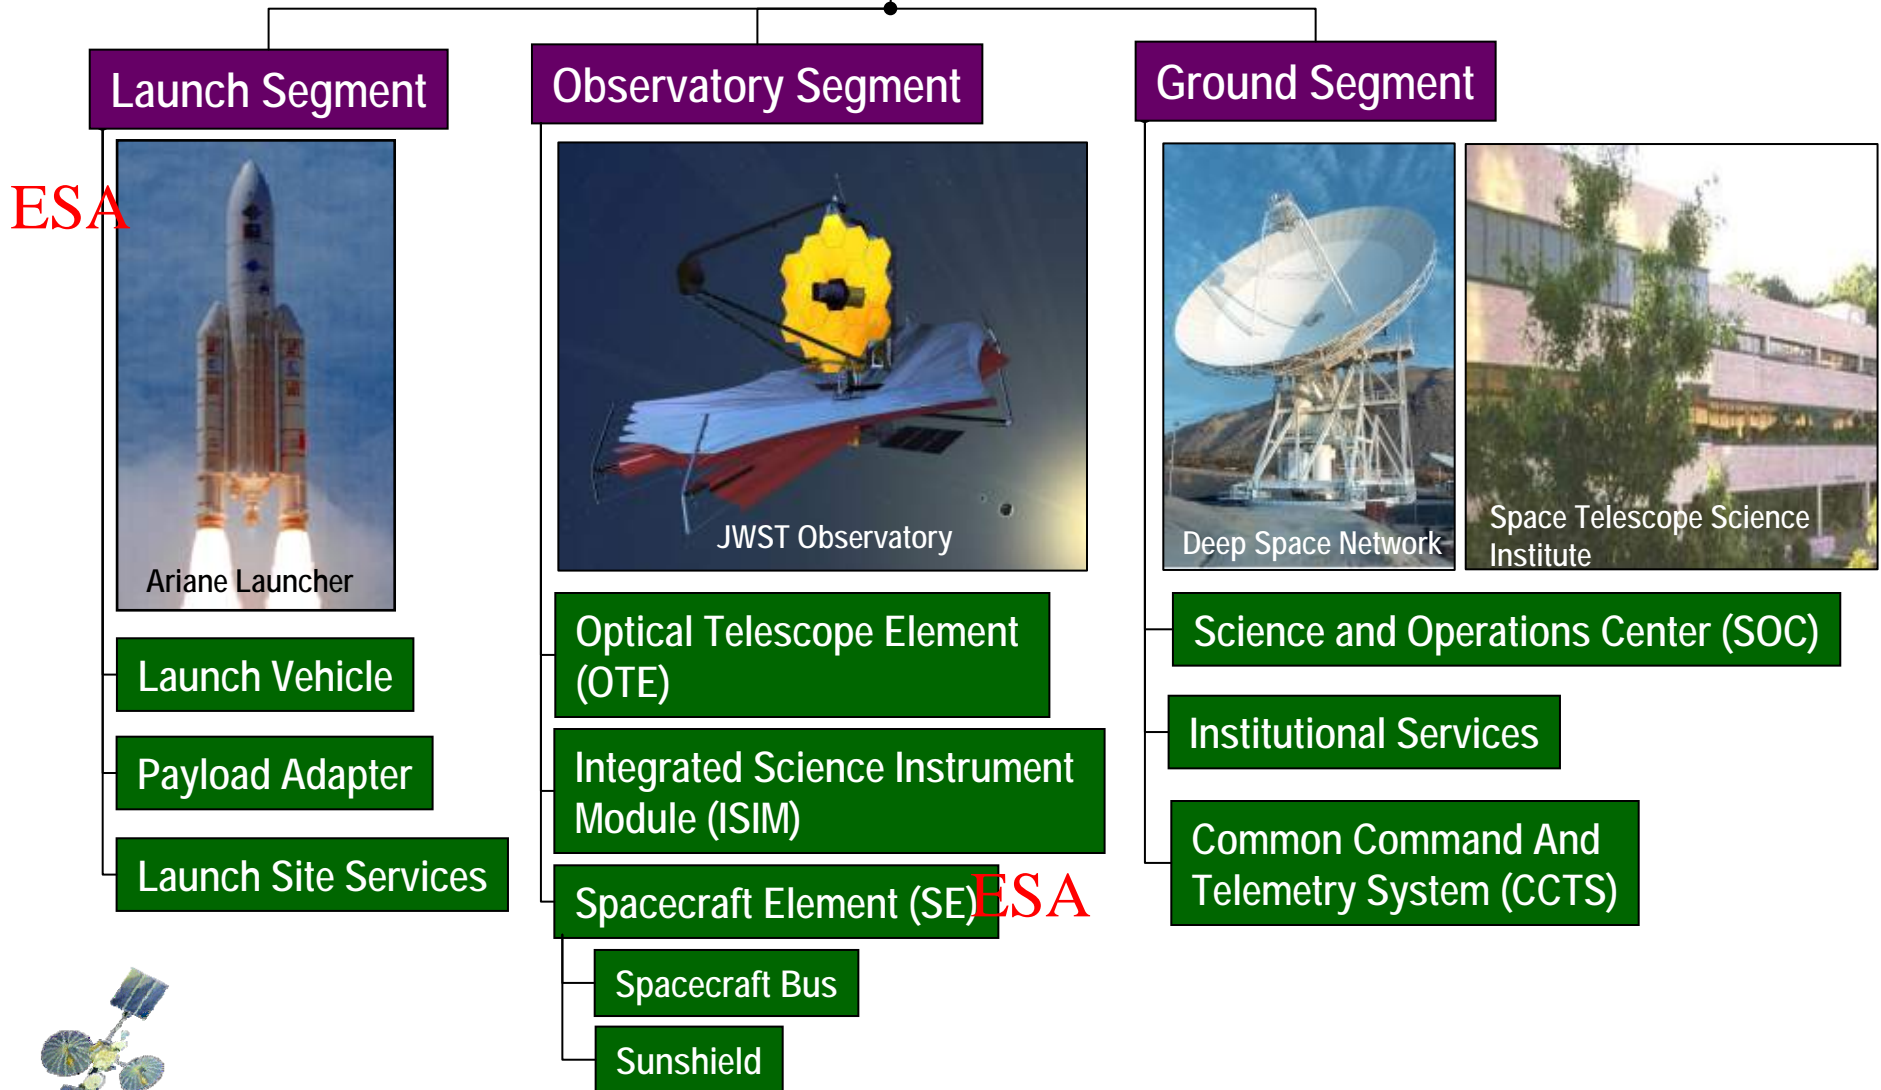 Launch Segment
ESA
Ariane Launcher
Launch Vehicle
Payload Adapter
Launch Site Services
Observatory Segment
JWST Observatory
Optical Telescope Element
(OTE)
Integrated Science Instrument
Module (ISIM)
Spacecraft Element (SE)
ESA
Spacecraft Bus
Sunshield
Ground Segment
Deep Space Network
Space Telescope Science
Institute
Science and Operations Center (SOC)
Institutional Services
Common Command And
Telemetry System (CCTS)